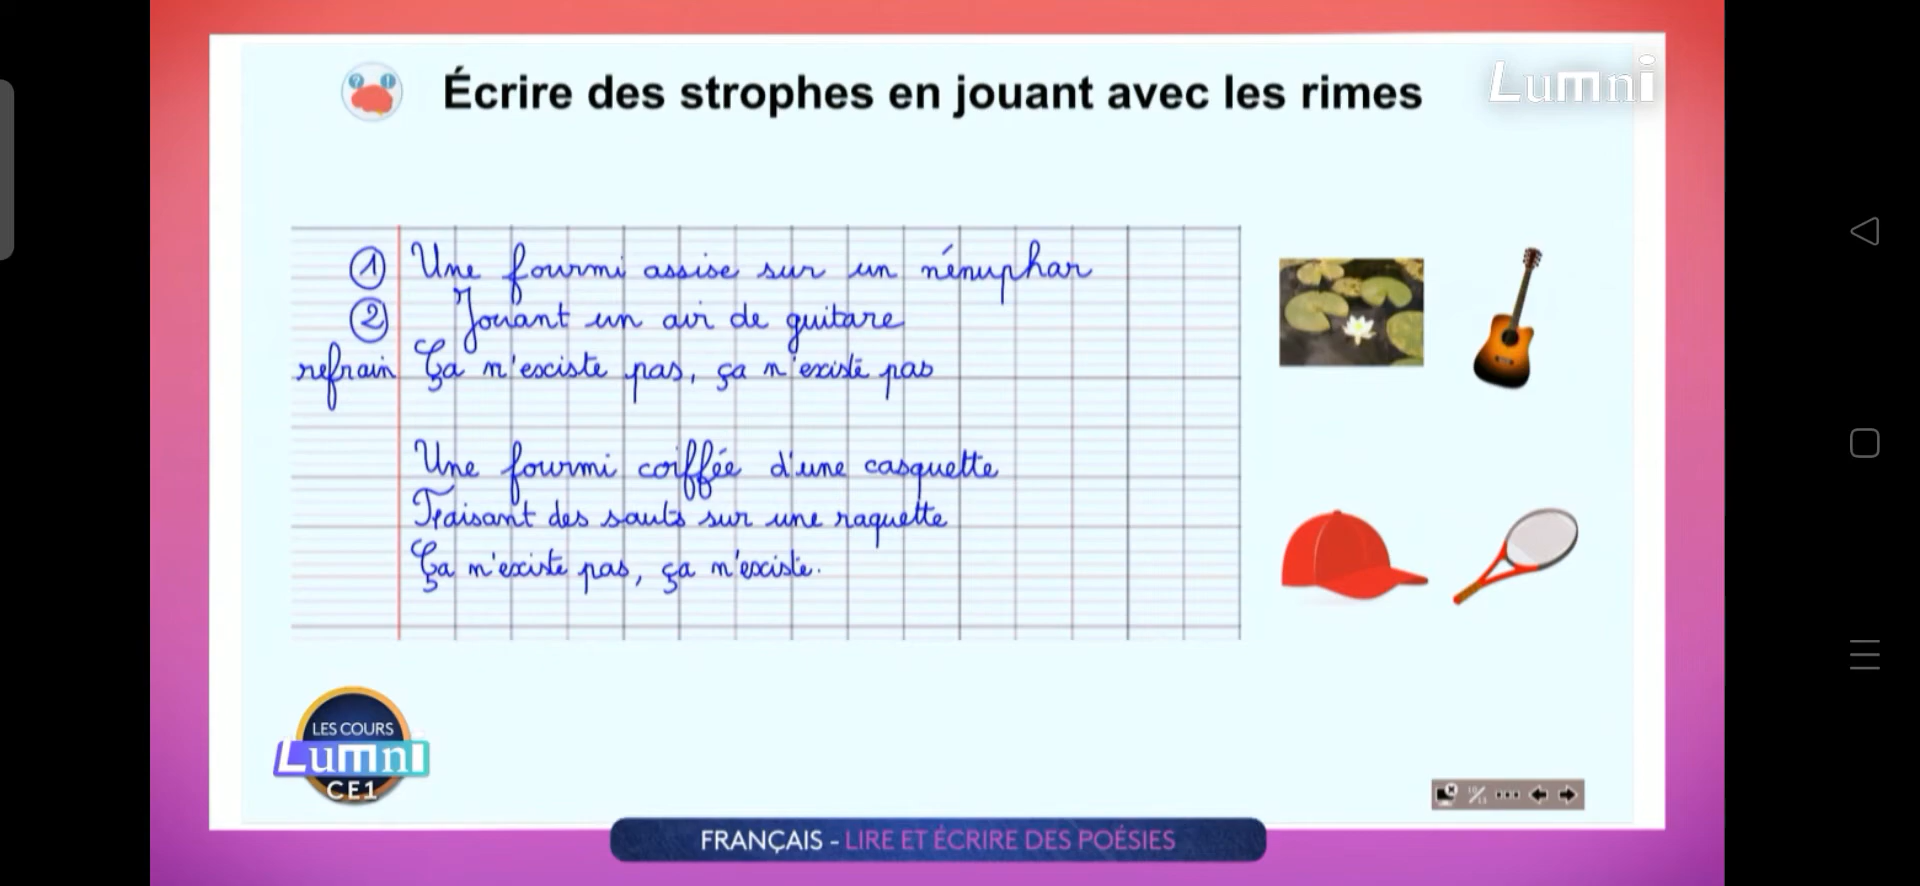 Écrire des strophes en jouant avec les rimes
Lumni
① Une fourmi assise sur un nénuphar
② Jouant un air de guitare
refrain Ça n'existe pas, ça n'existe pas
Une fourmi coiffée d'une casquette
Faisant des sauts sur une raquette
Ça n'existe pas, ça n'existe.
LES COURS
Lumni
CE1
FRANÇAIS - LIRE ET ÉCRIRE DES POÉSIES